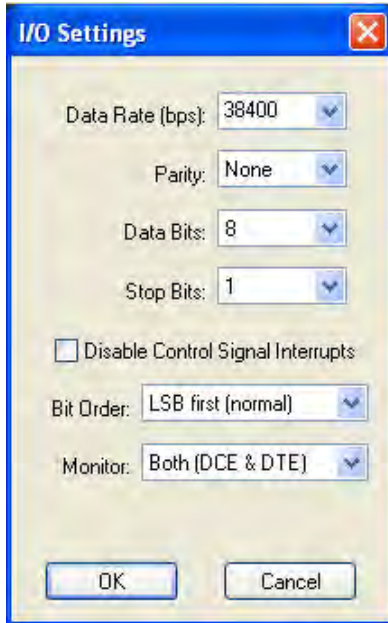 I/O Settings
Data Rate (bps): 38400
Parity: None
Data Bits: 8
Stop Bits: 1
Disable Control Signal Interrupts
Bit Order: LSB first (normal)
Monitor: Both (DCE & DTE)
OK Cancel